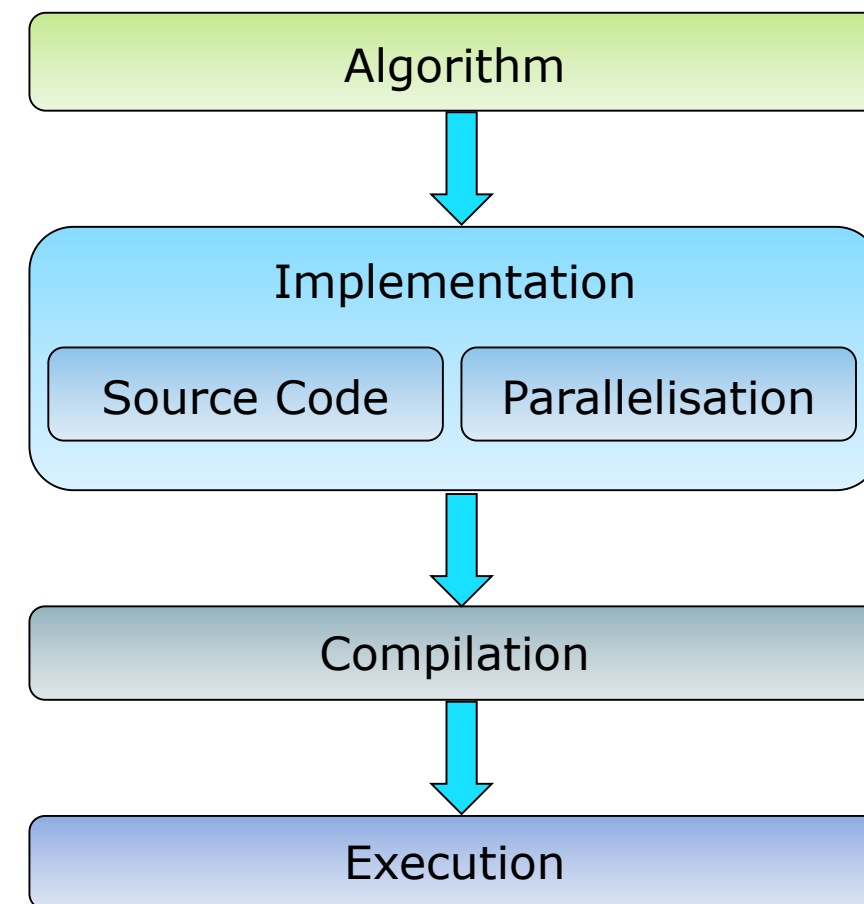 Algorithm
Implementation
Source Code
Parallelisation
Compilation
Execution